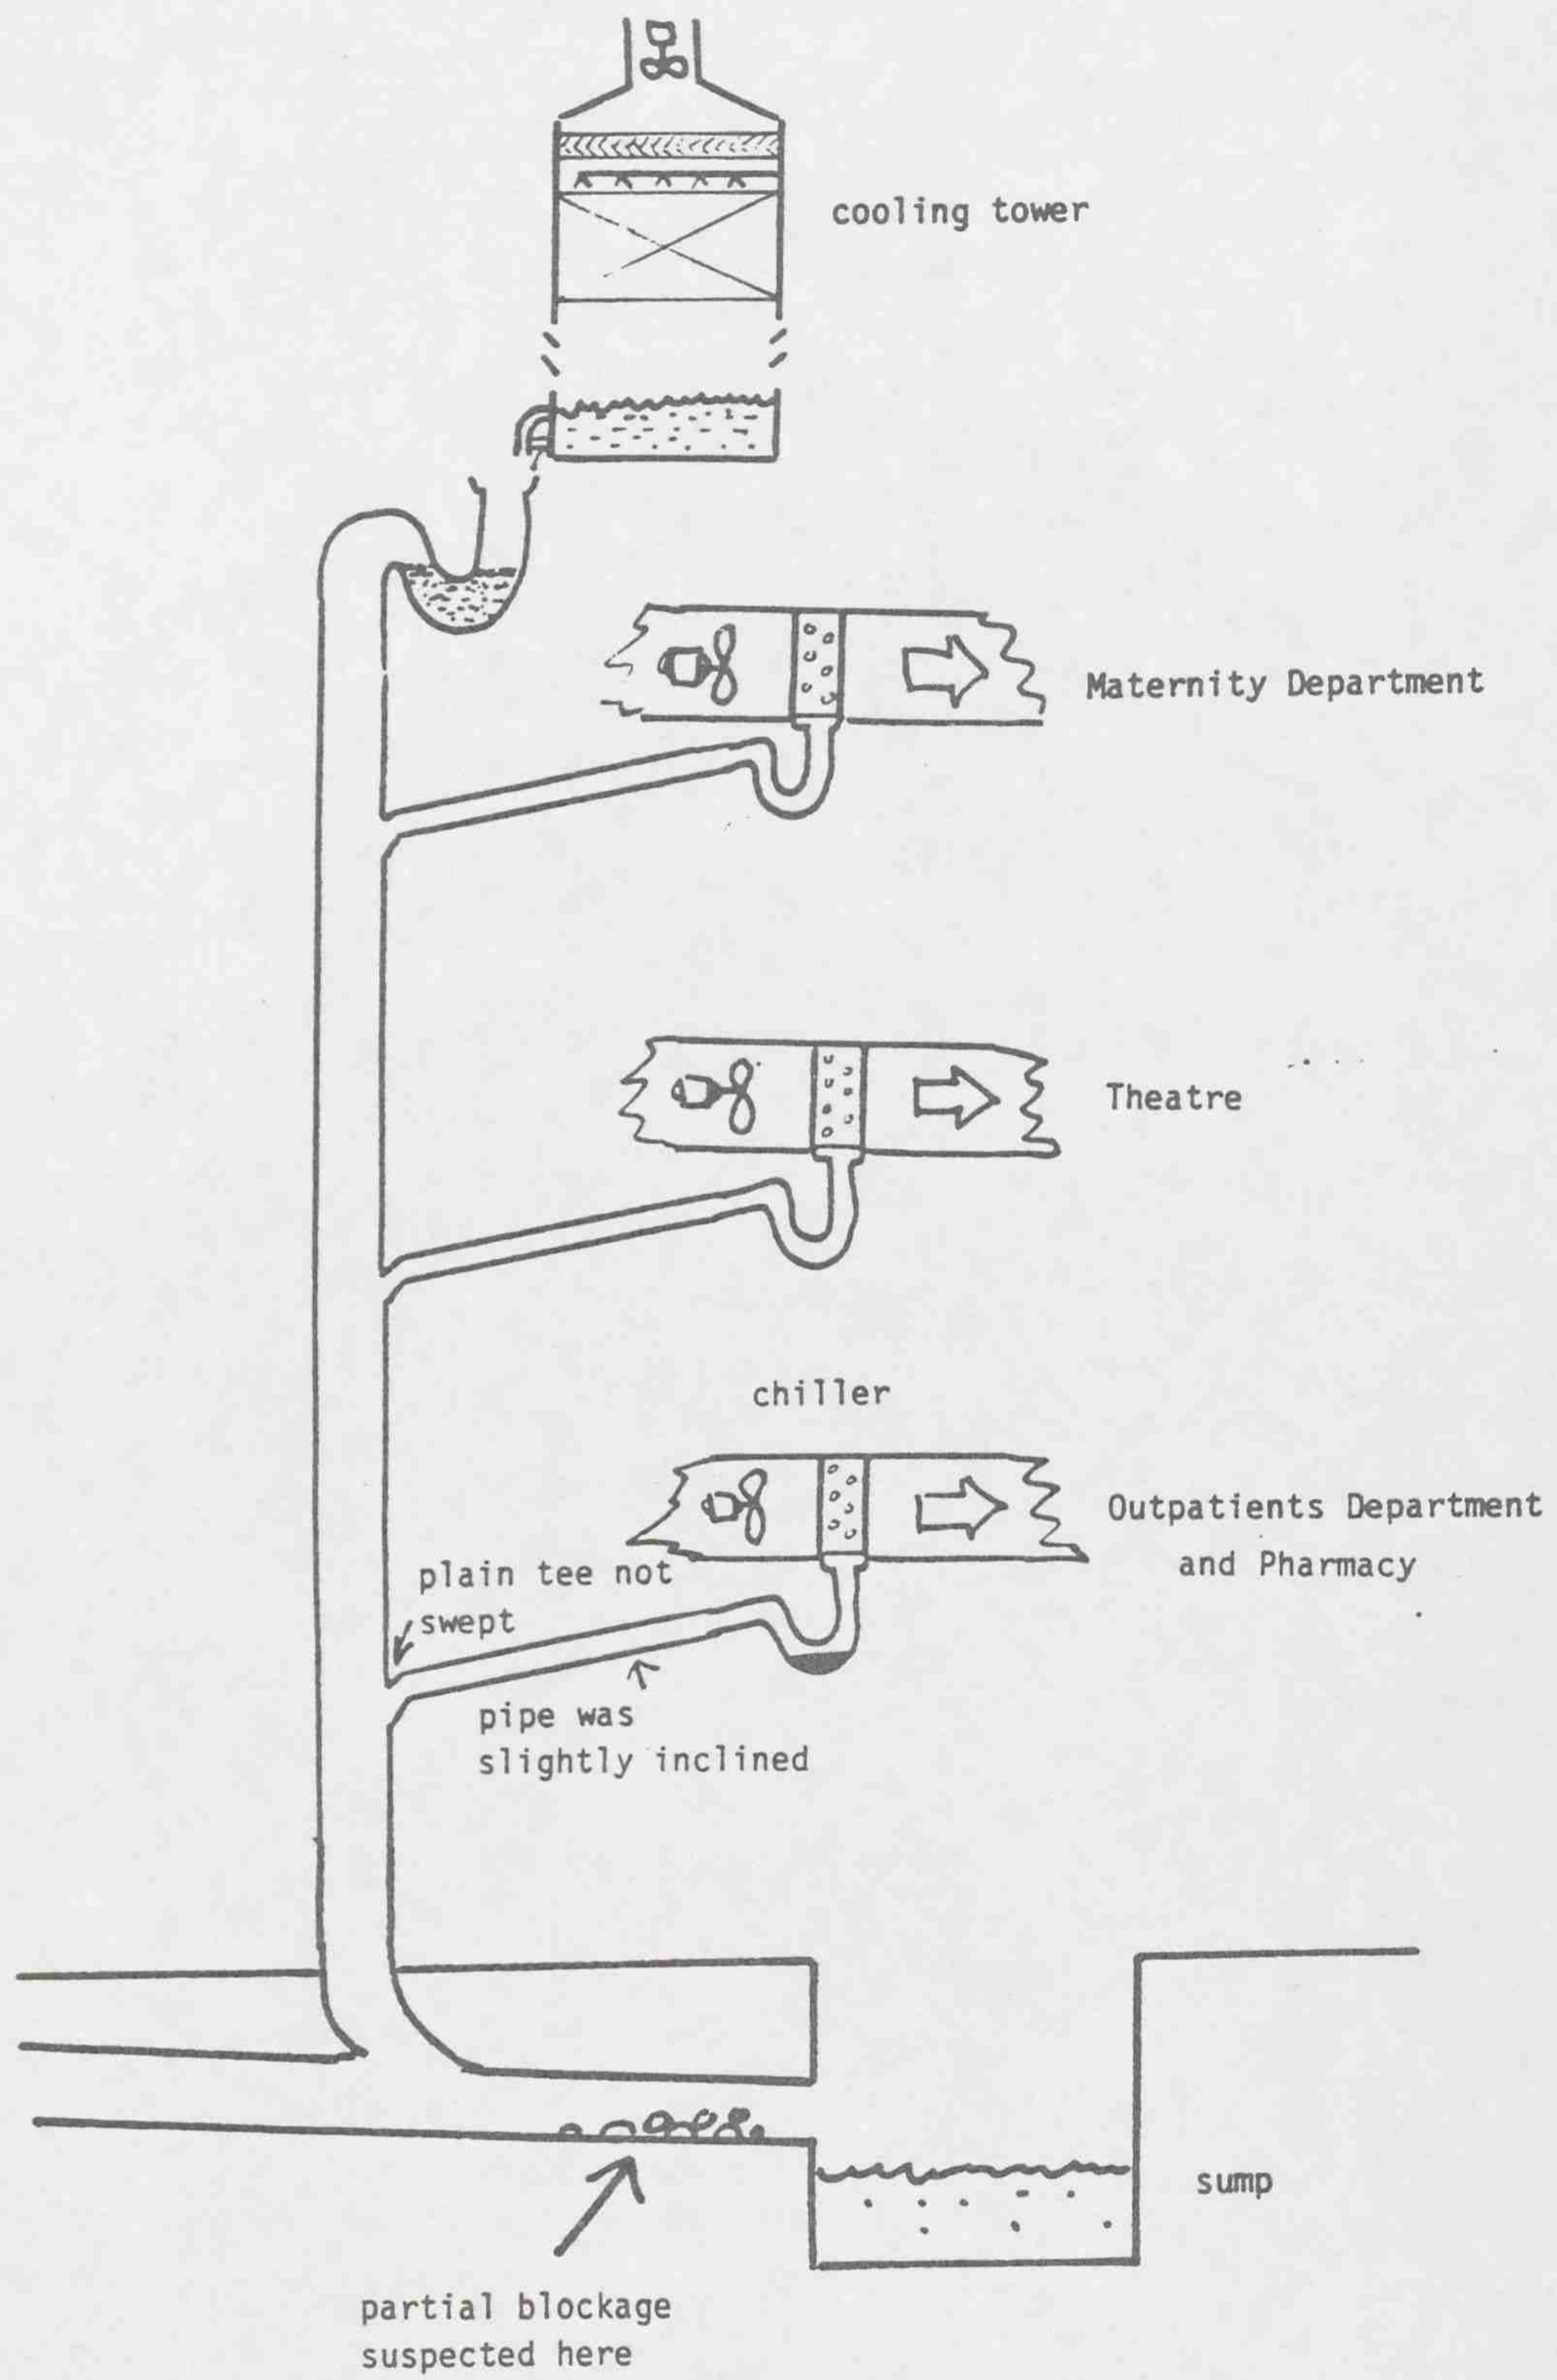 cooling tower
Maternity Department
Theatre
chiller
Outpatients Department
and Pharmacy
plain tee not
swept
pipe was
slightly inclined
sump
partial blockage
suspected here